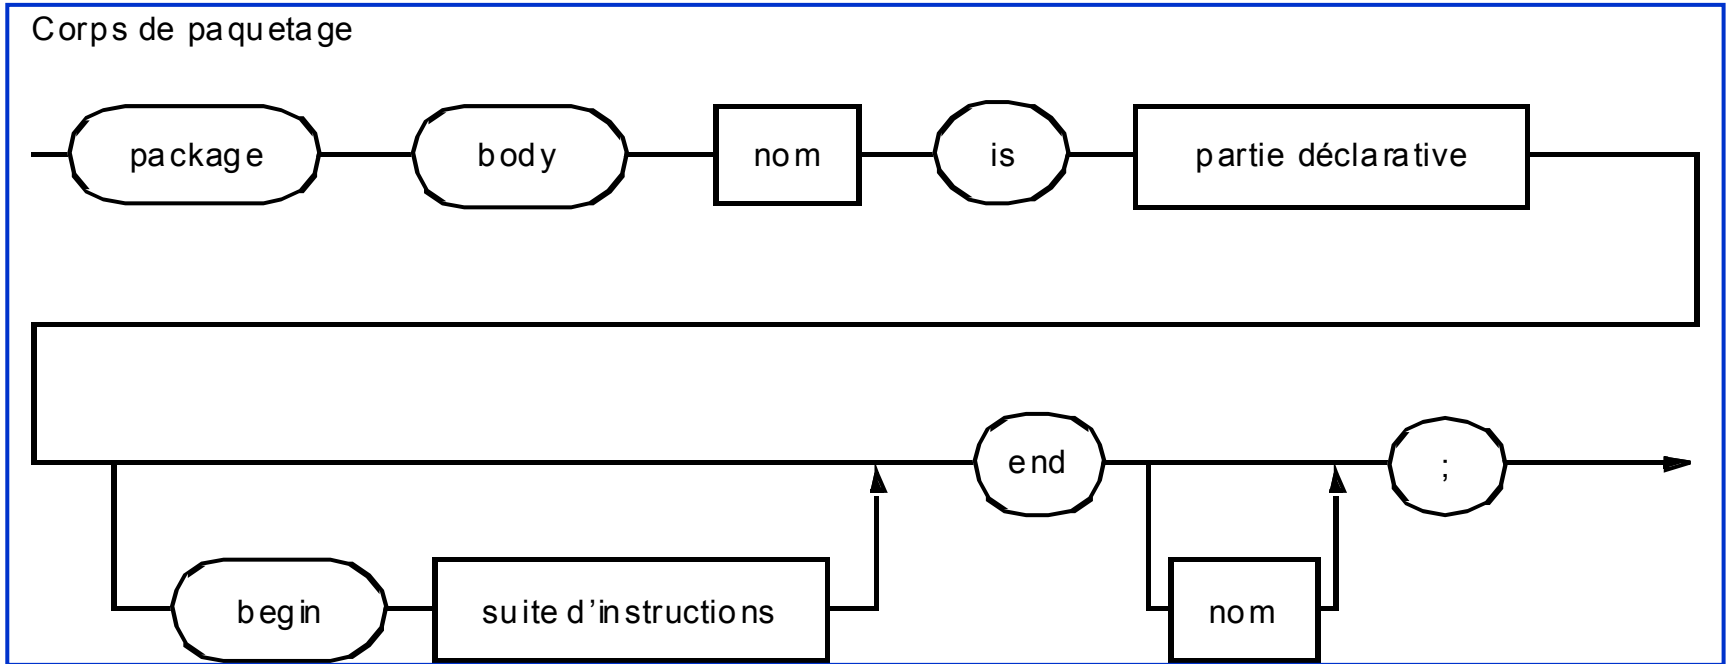 Corps de paquetage
package body nom is partie déclarative
end ;
begin suite d’instructions nom